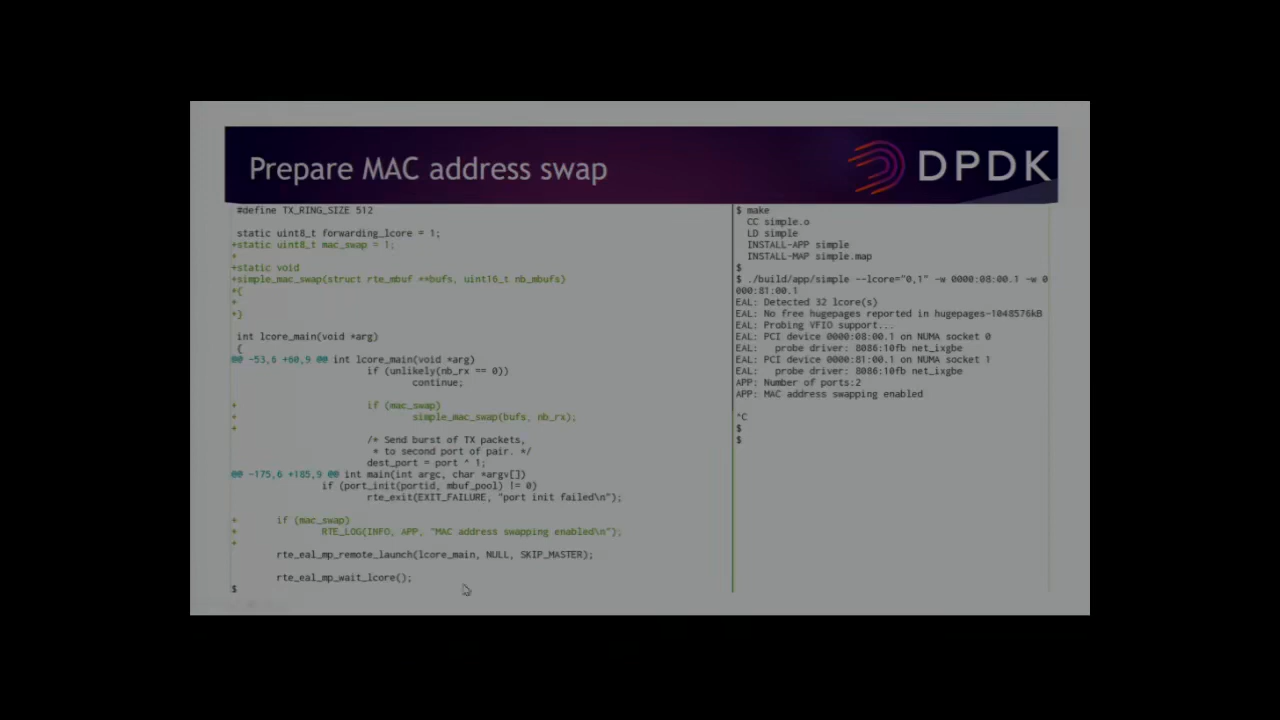 Prepare MAC address swap
DPDK
#define TX_RING_SIZE 512
static uint8_t forwarding_lcore = 1;
+static uint8_t mac_swap = 1;
+
+static void
+simple_mac_swap(struct rte_mbuf **bufs, uint16_t nb_mbufs)
+{
+
+}
int lcore_main(void *arg)
{
@@ -53,6 +60,9 @@ int lcore_main(void *arg)
if (unlikely(nb_rx == 0))
continue;
+ if (mac_swap)
+ simple_mac_swap(bufs, nb_rx);
+
/* Send burst of TX packets,
* to second port of pair. */
dest_port = port ^ 1;
@@ -175,6 +185,9 @@ int main(int argc, char *argv[])
if (port_init(portid, mbuf_pool) != 0)
rte_exit(EXIT_FAILURE, "port init failed\n");
+ if (mac_swap)
+ RTE_LOG(INFO, APP, "MAC address swapping enabled\n");
+
rte_eal_mp_remote_launch(lcore_main, NULL, SKIP_MASTER);
rte_eal_mp_wait_lcore();
$
$ make
CC simple.o
LD simple
INSTALL-APP simple
INSTALL-MAP simple.map
$
$ ./build/app/simple --lcore="0,1" -w 0000:08:00.1 -w 0
000:81:00.1
EAL: Detected 32 lcore(s)
EAL: No free hugepages reported in hugepages-1048576kB
EAL: Probing VFIO support...
EAL: PCI device 0000:08:00.1 on NUMA socket 0
EAL: probe driver: 8086:10fb net_ixgbe
EAL: PCI device 0000:81:00.1 on NUMA socket 1
EAL: probe driver: 8086:10fb net_ixgbe
APP: Number of ports:2
APP: MAC address swapping enabled
^C
$
$